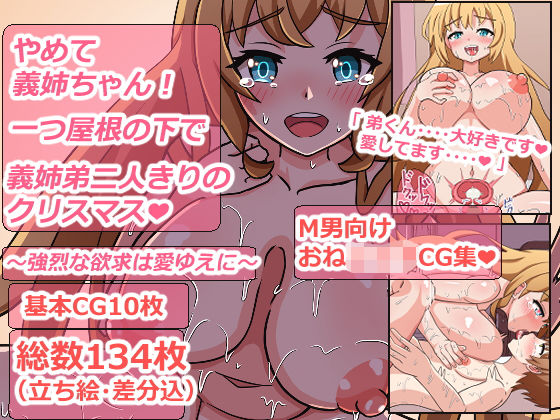 やめて
義姉ちゃん！
一つ屋根の下で
義姉弟二人きりの
クリスマス♥
～強烈な欲求は愛ゆえに～
基本CG10枚
総数134枚
（立ち絵・差分込）
「弟くん・・・・大好きです♥
愛してます・・・・♥」
M男向け
おね CG集♥